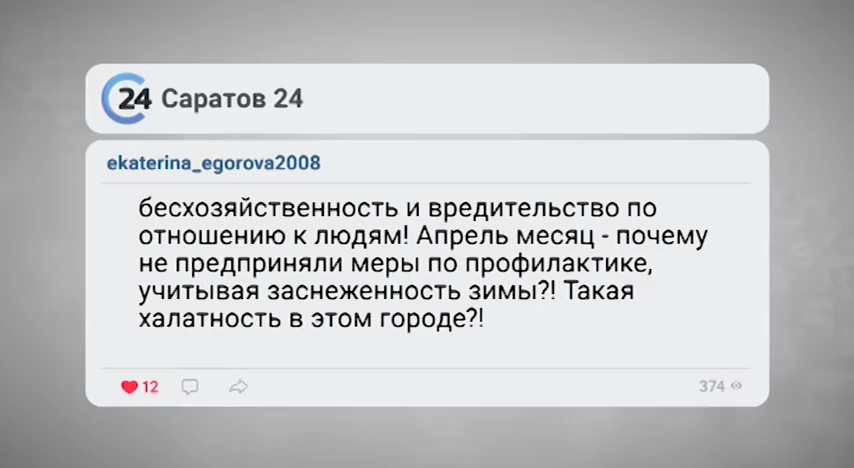 24 Саратов 24
ekaterina_egorova2008
бесхозяйственность и вредительство по
отношению к людям! Апрель месяц - почему
не предприняли меры по профилактике,
учитывая заснеженность зимы?! Такая
халатность в этом городе?!
12
374